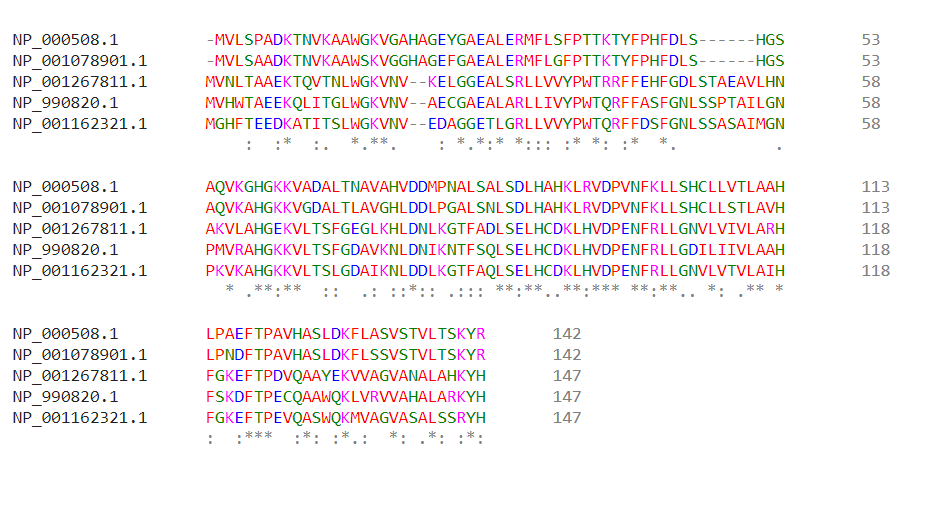 NP_000508.1 -MVLSPADKTNVKAAWGKVGAHAGEYGAEALERMFLSFPTTKTYFPHFDLS------HGS 53
NP_001078901.1 -MVLSAADKTNVKAAWSKVGGHAGEFGAEALERMFLGFPTTKTYFPHFDLS------HGS 53
NP_001267811.1 MVNLTAAEKTQVTNLWGKVNV--KELGGEALSRLLVVYPWTRRFFEHFGDLSTAEAVLHN 58
NP_990820.1 MVHWTAEEKQLITGLWGKVNV--AECGAEALARLLIVYPWTQRFFASFGNLSSPTAILGN 58
NP_001162321.1 MGHFTEEDKATITSLWGKVNV--EDAGGETLGRLLVVYPWTQRFFDSFGNLSSASAIMGN 58
: :* :. *.**. : *.*:* *::: :* *: :* *. .
NP_000508.1 AQVKGHGKKVADALTNAVAHVDDMPNALSALSDLHAHKLRVDPVNFKLLSHCLLVTLAAH 113
NP_001078901.1 AQVKAHGKKVGDALTLAVGHLDDLPGALSNLSDLHAHKLRVDPVNFKLLSHCLLSTLAVH 113
NP_001267811.1 AKVLAHGEKVLTSFGEGLKHLDNLKGTFADLSELHCDKLHVDPENFRLLGNVLVIVLARH 118
NP_990820.1 PMVRAHGKKVLTSFGDAVKNLDNIKNTFSQLSELHCDKLHVDPENFRLLGDILIIVLAAH 118
NP_001162321.1 PKVKAHGKKVLTSLGDAIKNLDDLKGTFAQLSELHCDKLHVDPENFRLLGNVLVTVLAIH 118
* .**:** :: .: ::*:: .::: **:**..**:*** **:**.. *: .** *
NP_000508.1 LPAEFTPAVHASLDKFLASVSTVLTSKYR 142
NP_001078901.1 LPNDFTPAVHASLDKFLSSVSTVLTSKYR 142
NP_001267811.1 FGKEFTPDVQAAYEKVVAGVANALAHKYH 147
NP_990820.1 FSKDFTPECQAAWQKLVRVVAHALARKYH 147
NP_001162321.1 FGKEFTPEVQASWQKMVAGVASALSSRYH 147
: :*** :*: :*.: *: .*: :*: